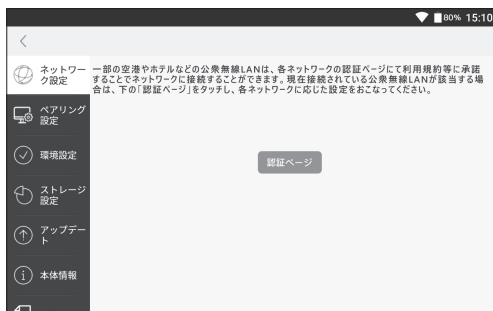 80% 15:10
ネットワー
ク設定
一部の空港やホテルなどの公衆無線LANは、各ネットワークの認証ページにて利用規約等に承諾
することでネットワークに接続することができます。現在接続されている公衆無線LANが該当する場
合は、下の「認証ページ」をタッチし、各ネットワークに応じた設定をおこなってください。
ペアリング
設定
環境設定
認証ページ
ストレージ
設定
アップデー
ト
本体情報